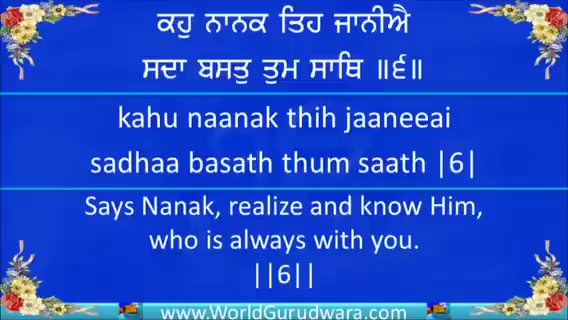 ਕਹੁ ਨਾਨਕ ਤਿਹ ਜਾਨੀਐ
ਸਦਾ ਬਸਤੁ ਤੁਮ ਸਾਥਿ ॥੬॥
kahu naanak thih jaaneeai
sadhaa basath thum saath |6|
Says Nanak, realize and know Him,
who is always with you.
||6||
www.WorldGurudwara.com